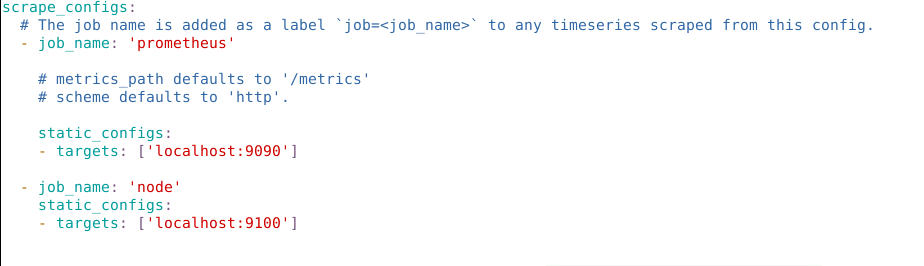 scrape_configs:
  # The job name is added as a label `job=<job_name>` to any timeseries scraped from this config.
  - job_name: 'prometheus'

    # metrics_path defaults to '/metrics'
    # scheme defaults to 'http'.

    static_configs:
    - targets: ['localhost:9090']

  - job_name: 'node'
    static_configs:
    - targets: ['localhost:9100']